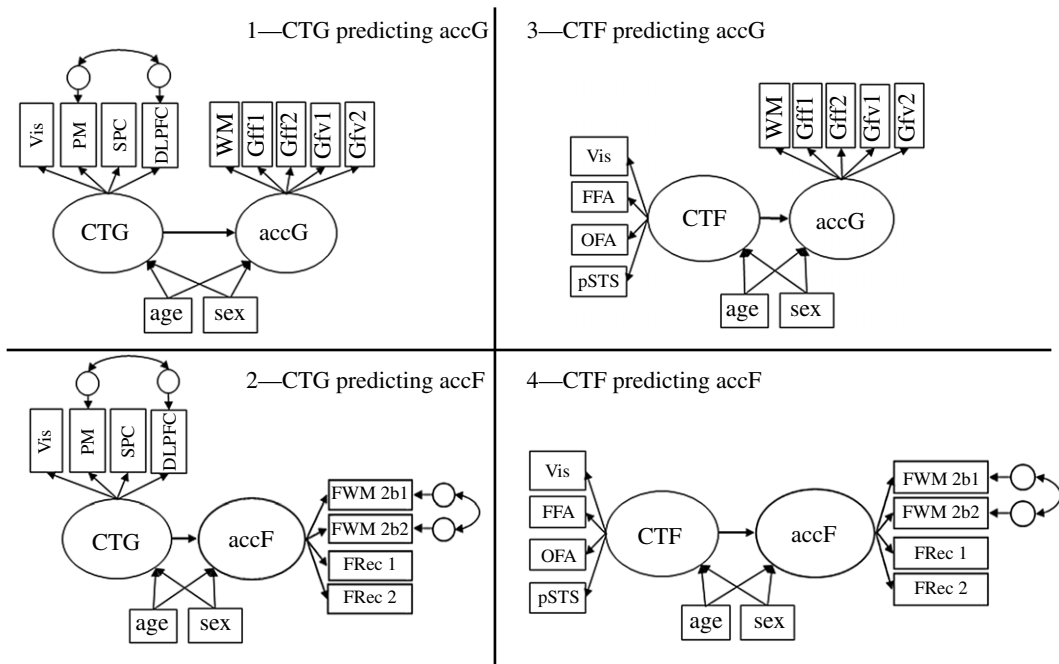 1—CTG predicting accG
Vis
PM
SPC
DLPFC
WM
Gff1
Gff2
Gfv1
Gfv2
CTG
accG
age
sex
3—CTF predicting accG
WM
Gff1
Gff2
Gfv1
Gfv2
Vis
FFA
OFA
pSTS
CTF
accG
age
sex
2—CTG predicting accF
Vis
PM
SPC
DLPFC
CTG
accF
FWM 2b1
FWM 2b2
FRec 1
FRec 2
age
sex
4—CTF predicting accF
Vis
FFA
OFA
pSTS
CTF
accF
FWM 2b1
FWM 2b2
FRec 1
FRec 2
age
sex